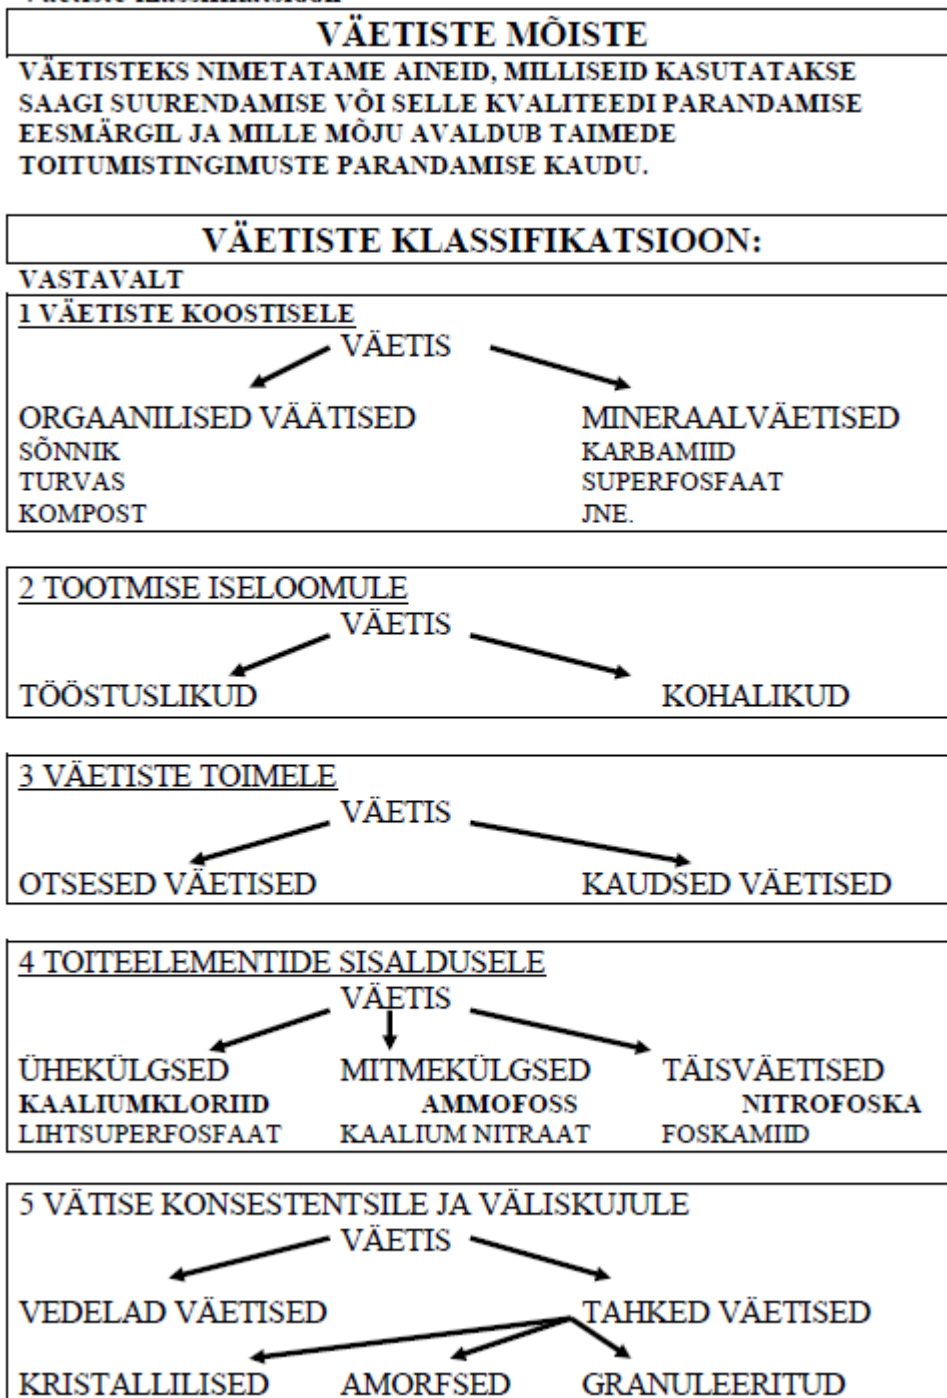 Väetiste klassifikatsioon
VÄETISTE MÕISTE
VÄETISTEKS NIMETATAME AINEID, MILLISEID KASUTATAKSE
SAAGI SUURENDAMISE VÕI SELLE KVALITEEDI PARANDAMISE
EESMÄRGIL JA MILLE MÕJU AVALDUB TAIMEDE
TOITUMISTINGIMUSTE PARANDAMISE KAUDU.
VÄETISTE KLASSIFIKATSIOON:
VASTAVALT
1 VÄETISTE KOOSTISELE
VÄETIS
ORGAANILISED VÄÄTISED MINERAALVÄETISED
SÕNNIK KARBAMIID
TURVAS SUPERFOSFAAT
KOMPOST JNE.
2 TOOTMISE ISELOOMULE
VÄETIS
TÖÖSTUSLIKUD KOHALIKUD
3 VÄETISTE TOIMELE
VÄETIS
OTSESED VÄETISED KAUDSED VÄETISED
4 TOITEELEMENTIDE SISALDUSELE
VÄETIS
ÜHEKÜLGSED MITMEKÜLGSED TÄISVÄETISED
KAALIUMKLORIID AMMOFOSS NITROFOSKA
LIHTSUPERFOSFAAT KAALIUM NITRAAT FOSKAMIID
5 VÄTISE KONSESTENTSILE JA VÄLISKUJULE
VÄETIS
VEDELAD VÄETISED TAHKED VÄETISED
KRISTALLILISED AMORFSED GRANULEERITUD